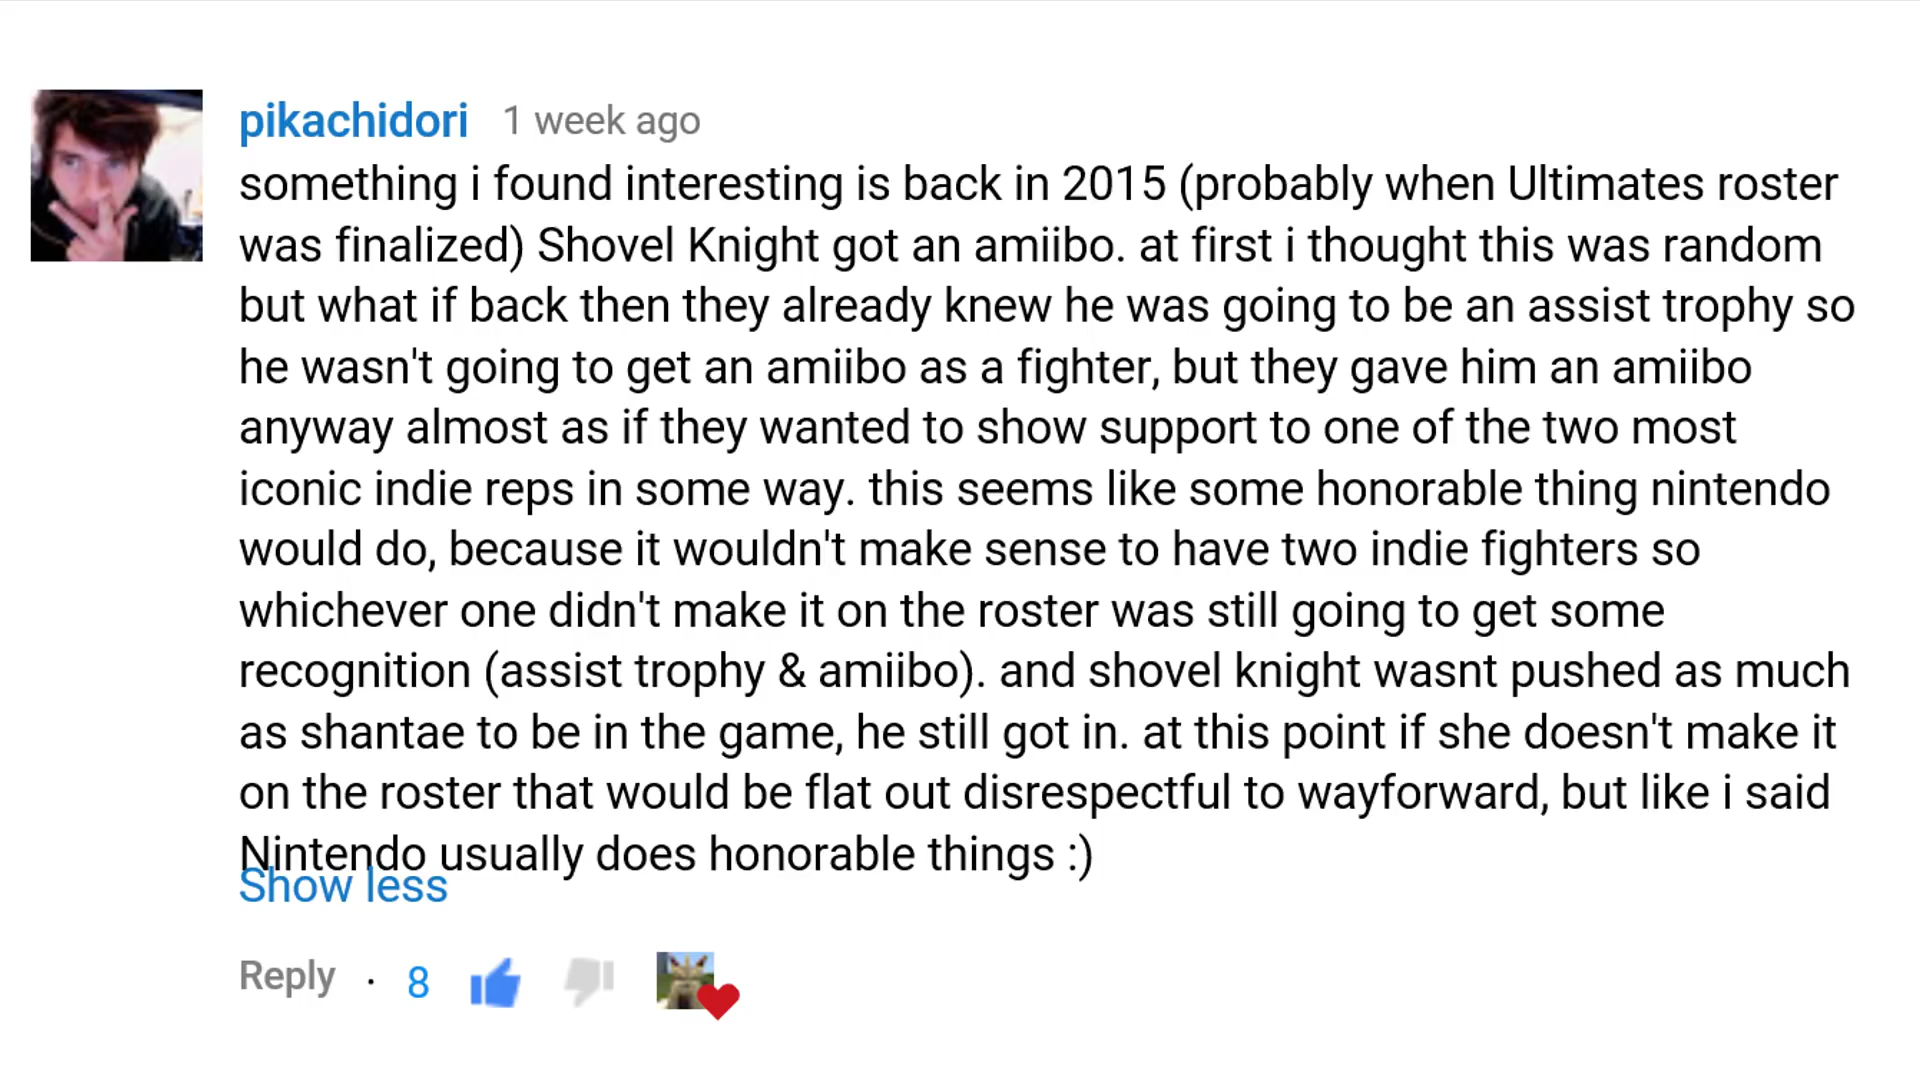 pikachidori 1 week ago
something i found interesting is back in 2015 (probably when Ultimates roster
was finalized) Shovel Knight got an amiibo. at first i thought this was random
but what if back then they already knew he was going to be an assist trophy so
he wasn't going to get an amiibo as a fighter, but they gave him an amiibo
anyway almost as if they wanted to show support to one of the two most
iconic indie reps in some way. this seems like some honorable thing nintendo
would do, because it wouldn't make sense to have two indie fighters so
whichever one didn't make it on the roster was still going to get some
recognition (assist trophy & amiibo). and shovel knight wasnt pushed as much
as shantae to be in the game, he still got in. at this point if she doesn't make it
on the roster that would be flat out disrespectful to wayforward, but like i said
Nintendo usually does honorable things :)
Show less
Reply · 8